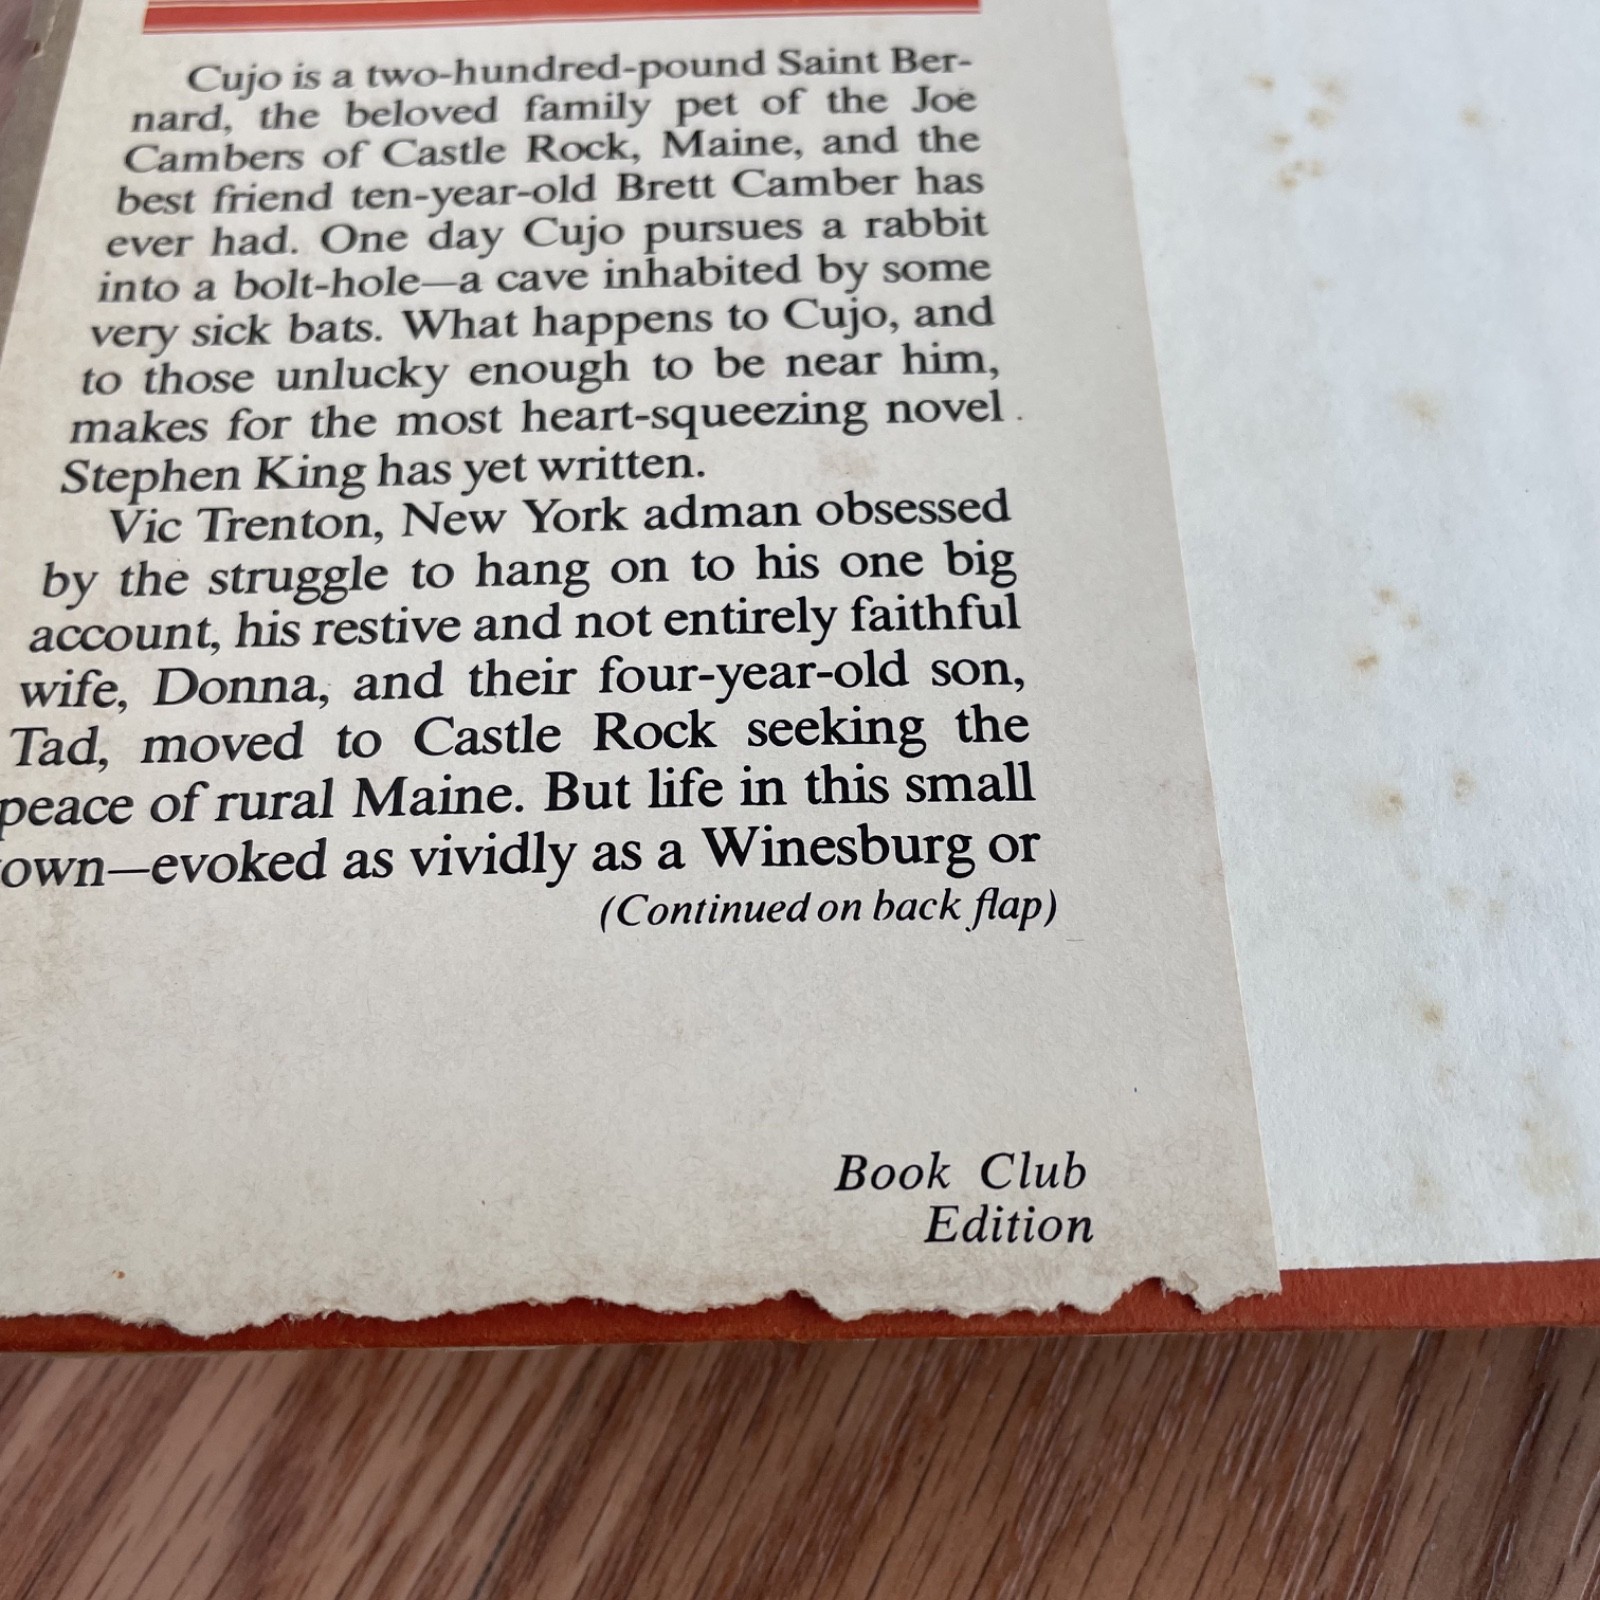 Cujo is a two-hundred-pound Saint Ber-
nard, the beloved family pet of the Joe
Cambers of Castle Rock, Maine, and the
best friend ten-year-old Brett Camber has
ever had. One day Cujo pursues a rabbit
into a bolt-hole—a cave inhabited by some
very sick bats. What happens to Cujo, and
to those unlucky enough to be near him,
makes for the most heart-squeezing novel
Stephen King has yet written.
Vic Trenton, New York adman obsessed
by the struggle to hang on to his one big
account, his restive and not entirely faithful
wife, Donna, and their four-year-old son,
Tad, moved to Castle Rock seeking the
peace of rural Maine. But life in this small
own—evoked as vividly as a Winesburg or
(Continued on back flap)
Book Club
Edition